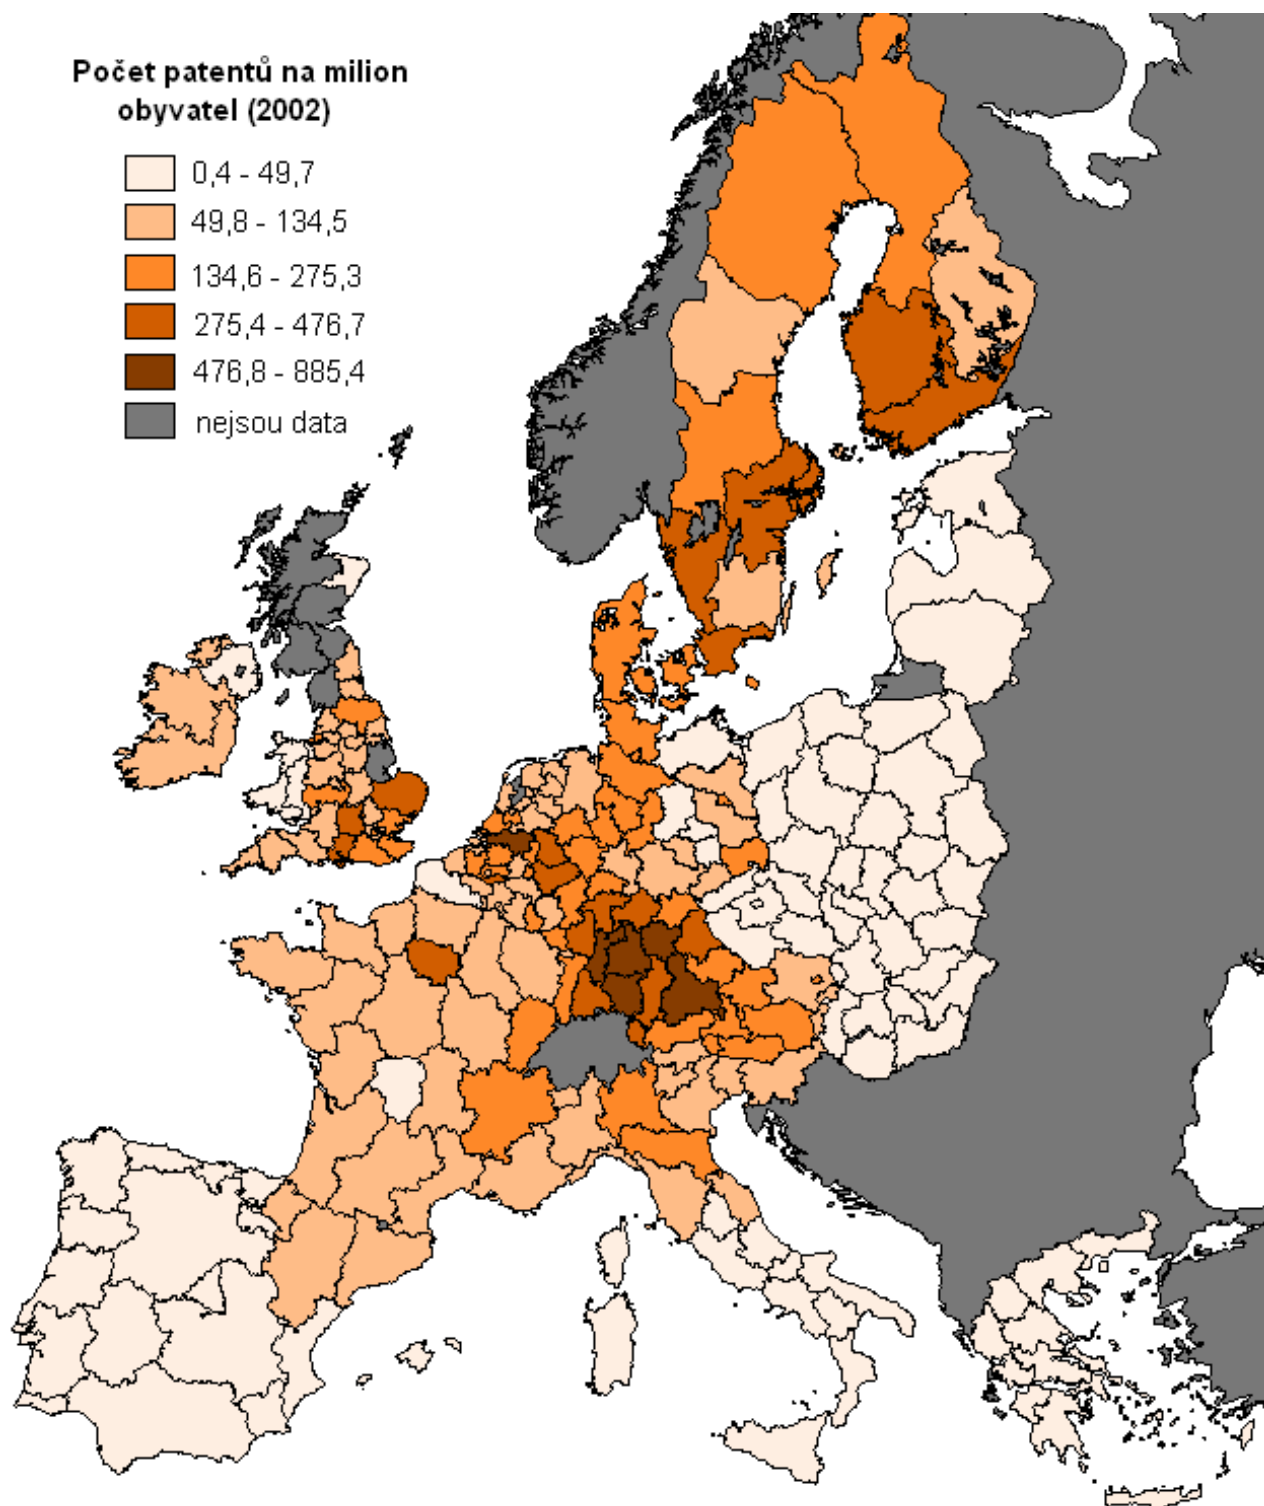 Počet patentů na milion
obyvatel (2002)
0,4 - 49,7
49,8 - 134,5
134,6 - 275,3
275,4 - 476,7
476,8 - 885,4
nejsou data